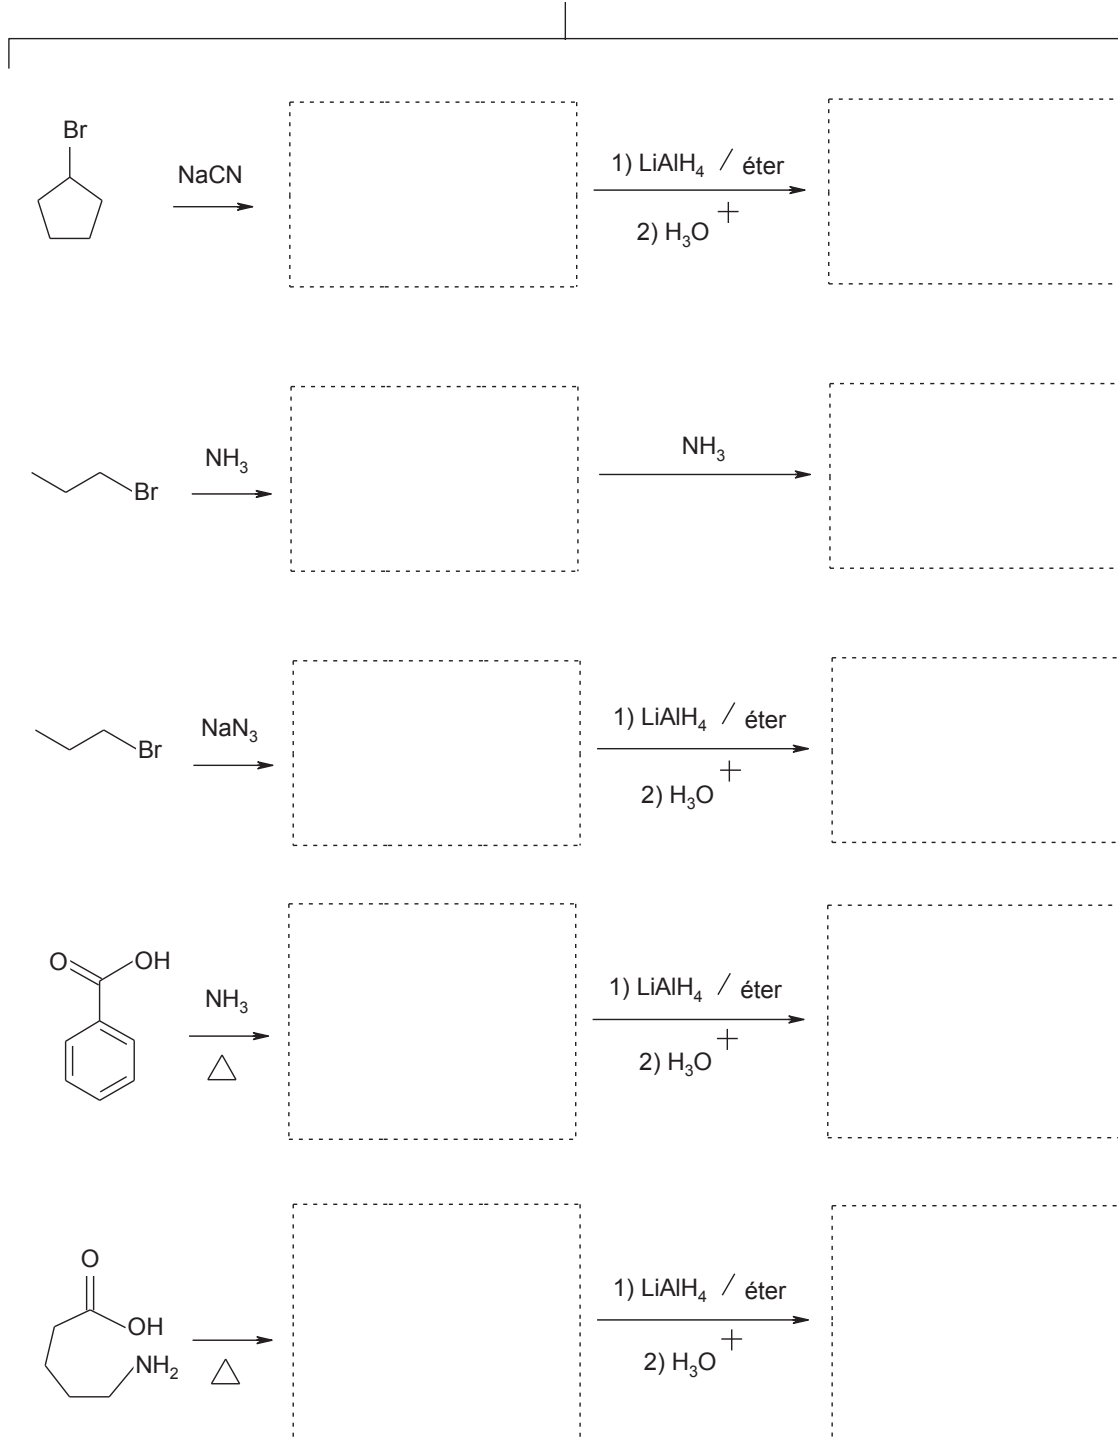 Br
NaCN
1) LiAlH4 / éter
2) H3O+
Br
NH3
NH3
Br
NaN3
1) LiAlH4 / éter
2) H3O+
O
OH
NH3
△
1) LiAlH4 / éter
2) H3O+
O
OH
NH2
△
1) LiAlH4 / éter
2) H3O+